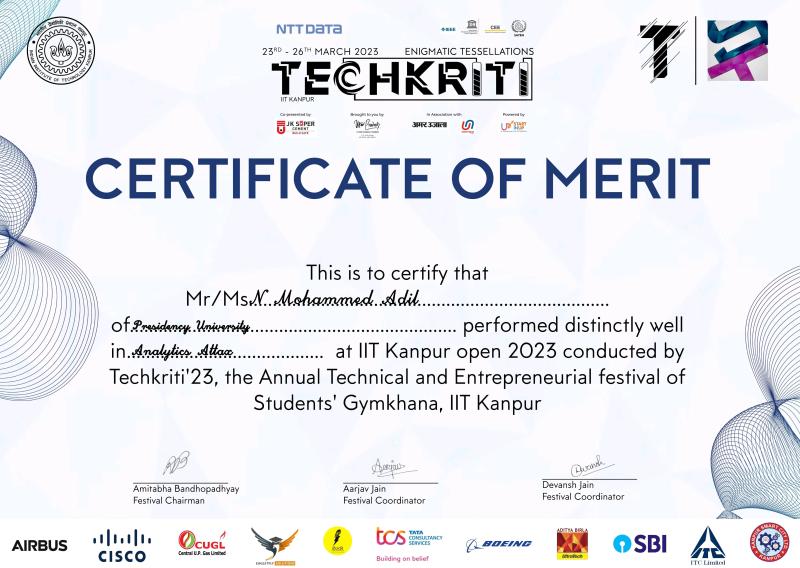 NTT DATA
IEEE
23RD - 26TH MARCH 2023 ENIGMATIC TESSELLATIONS
TECHKRITI
IIT KANPUR
Co-presented by Brought to you by In Association with Powered by
JK SUPER CEMENT अमर उजाला START
CERTIFICATE OF MERIT
This is to certify that
Mr/Ms.N. Mohammed Adil...............................................
of.Presidency University................................................ performed distinctly well
in.Analytics Attax..................... at IIT Kanpur open 2023 conducted by
Techkriti'23, the Annual Technical and Entrepreneurial festival of
Students' Gymkhana, IIT Kanpur
Amitabha Bandhopadhyay
Festival Chairman
Aarjav Jain
Festival Coordinator
Devansh Jain
Festival Coordinator
AIRBUS
CISCO
CUGL
Central U.P. Gas Limited
tcs TATA CONSULTANCY SERVICES
Building on belief
BOEING
ADITYA BIRLA
UltraTech
SBI
ITC Limited